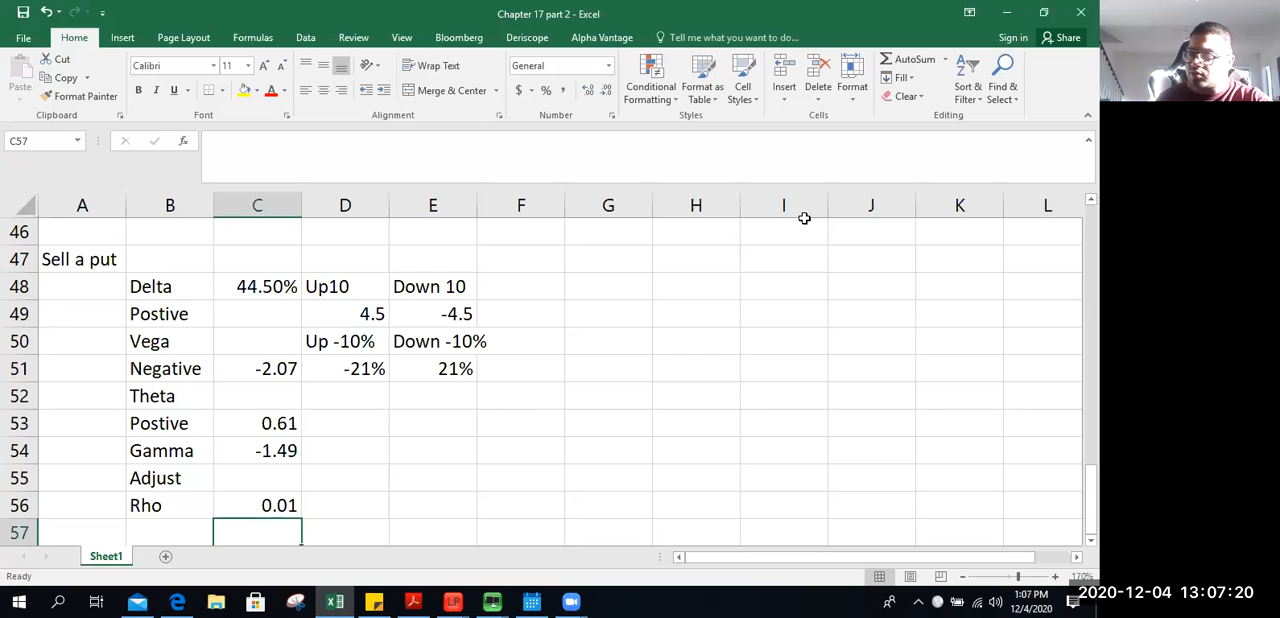 Chapter 17 part 2 - Excel
File Home Insert Page Layout Formulas Data Review View Bloomberg Deriscope Alpha Vantage Tell me what you want to do... Sign in Share
Paste Cut Copy Format Painter Clipboard
Calibri 11 B I U A A A Font
Wrap Text Merge & Center Alignment
General $ % , Number
Conditional Formatting Format as Table Cell Styles Styles
Insert Delete Format Cells
AutoSum Fill Clear Sort & Filter Find & Select Editing
C57 fx
A B C D E F G H I J K L
46
47 Sell a put
48 Delta 44.50% Up10 Down 10
49 Postive 4.5 -4.5
50 Vega Up -10% Down -10%
51 Negative -2.07 -21% 21%
52 Theta
53 Postive 0.61
54 Gamma -1.49
55 Adjust
56 Rho 0.01
57
Sheet1
Ready 170%
1:07 PM
12/4/2020
2020-12-04 13:07:20